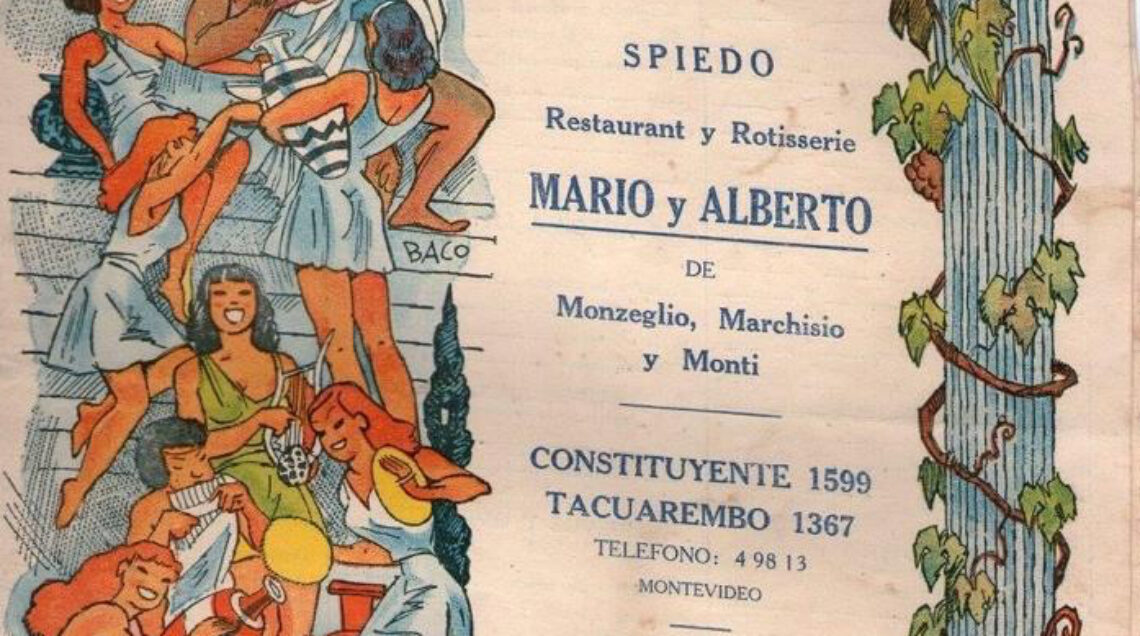 SPIEDO
Restaurant y Rotisserie
MARIO y ALBERTO
DE
Monzeglio, Marchisio
y Monti
CONSTITUYENTE 1599
TACUAREMBO 1367
TELEFONO: 4 98 13
MONTEVIDEO
BACO